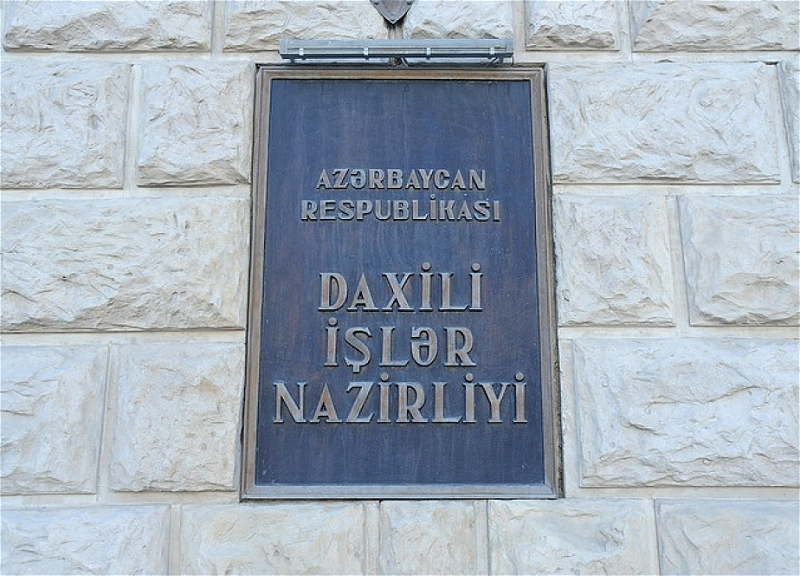 AZƏRBAYCAN
RESPUBLİKASI
DAXİLİ
İŞLƏR
NAZİRLİYİ